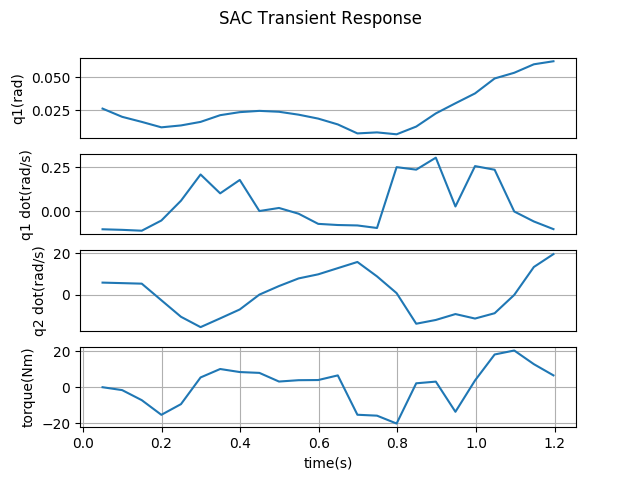 SAC Transient Response
q1(rad)
0.050
0.025
q1 dot(rad/s)
0.25
0.00
q2 dot(rad/s)
20
0
torque(Nm)
20
0
−20
0.0 0.2 0.4 0.6 0.8 1.0 1.2
time(s)